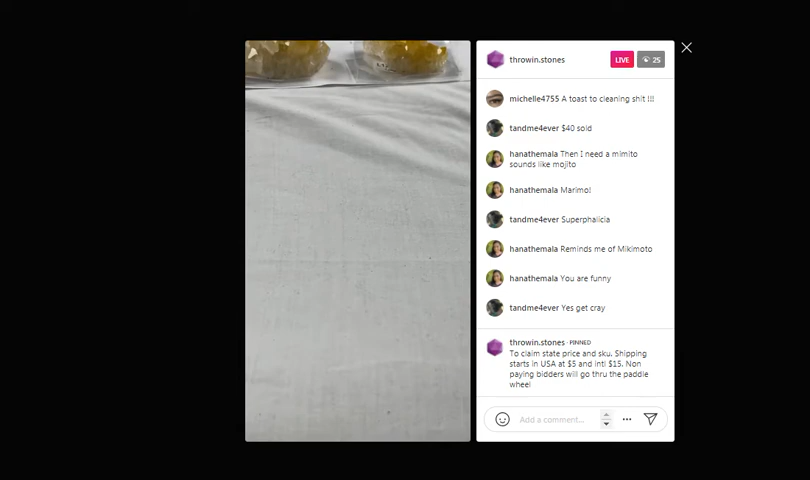 throwin.stones
LIVE
25
michelle4755 A toast to cleaning shit !!!
tandme4ever $40 sold
hanathemala Then I need a mimito
sounds like mojito
hanathemala Marimo!
tandme4ever Superphalicia
hanathemala Reminds me of Mikimoto
hanathemala You are funny
tandme4ever Yes get cray
throwin.stones · PINNED
To claim state price and sku. Shipping
starts in USA at $5 and intl $15. Non
paying bidders will go thru the paddle
wheel
Add a comment...